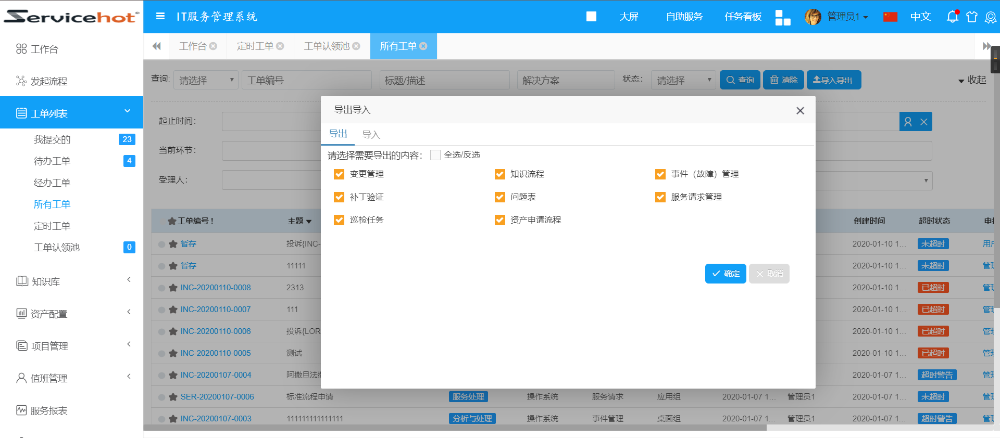 Servicehot
IT服务管理系统
大屏
自助服务
任务看板
管理员1
中文
工作台
定时工单
工单认领池
所有工单
工作台
发起流程
工单列表
我提交的 23
待办工单 4
经办工单
所有工单
定时工单
工单认领池 0
知识库
资产配置
项目管理
值班管理
服务报表
查询: 请选择 工单编号 标题/描述 解决方案 状态: 请选择 查询 清除 导入导出 收起
起止时间:
当前环节:
受理人:
导出导入
导出 导入
请选择需要导出的内容: 全选/反选
变更管理 知识流程 事件（故障）管理
补丁验证 问题表 服务请求管理
巡检任务 资产申请流程
确定 取消
工单编号! 主题 创建时间 超时状态
暂存 投诉{INC- 2020-01-10 1... 未超时
暂存 11111 2020-01-10 1... 未超时
INC-20200110-0008 2313 2020-01-10 1... 已超时
INC-20200110-0007 111 2020-01-10 1... 已超时
INC-20200110-0006 投诉{LOR 2020-01-10 1... 已超时
INC-20200110-0005 测试 2020-01-10 1... 已超时
INC-20200107-0004 阿撒旦法 2020-01-07 1... 超时警告
SER-20200107-0006 标准流程申请 服务处理 操作系统 服务请求 应用组 2020-01-07 1... 管理员1 2020-01-07 1... 未超时
INC-20200107-0003 111111111111111 分析与处理 操作系统 事件管理 桌面组 2020-01-07 1... 管理员1 2020-01-07 1... 超时警告